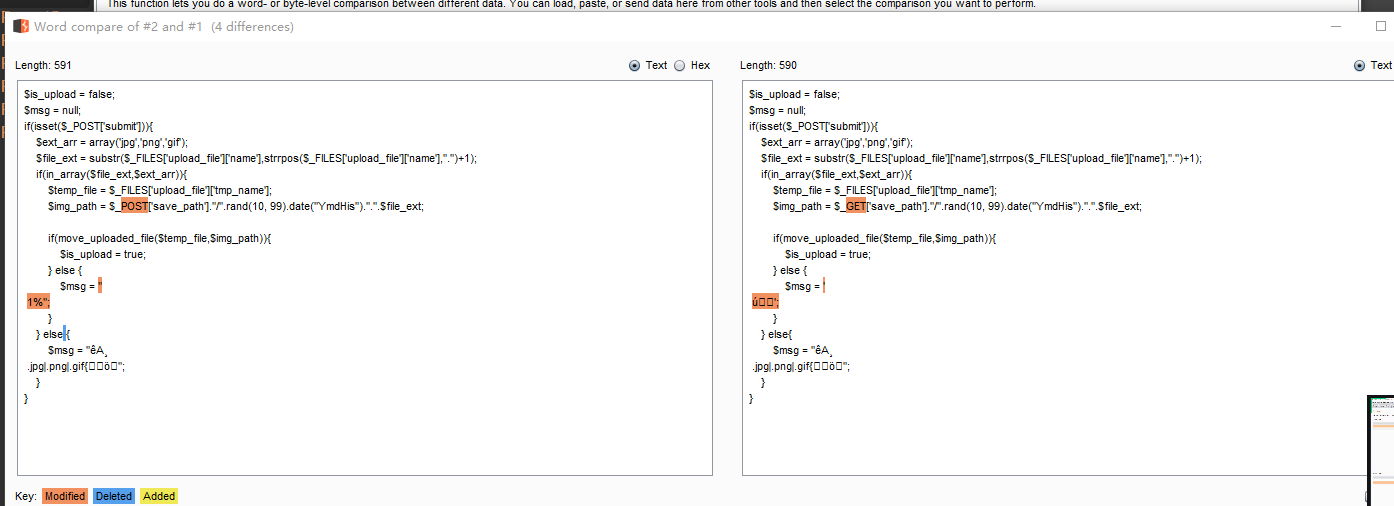 This function lets you do a word- or byte-level comparison between different data. You can load, paste, or send data here from other tools and then select the comparison you want to perform.
Word compare of #2 and #1 (4 differences)
Length: 591
Text
Hex
$is_upload = false;
$msg = null;
if(isset($_POST['submit'])){
$ext_arr = array('jpg','png','gif');
$file_ext = substr($_FILES['upload_file']['name'],strrpos($_FILES['upload_file']['name'],".")+1);
if(in_array($file_ext,$ext_arr)){
$temp_file = $_FILES['upload_file']['tmp_name'];
$img_path = $_POST['save_path']."/".rand(10, 99).date("YmdHis").".".$file_ext;
if(move_uploaded_file($temp_file,$img_path)){
$is_upload = true;
} else {
$msg = "
1%";
}
} else {
$msg = "êA¸
.jpg|.png|.gif{□□ö□";
}
}
Length: 590
Text
$is_upload = false;
$msg = null;
if(isset($_POST['submit'])){
$ext_arr = array('jpg','png','gif');
$file_ext = substr($_FILES['upload_file']['name'],strrpos($_FILES['upload_file']['name'],".")+1);
if(in_array($file_ext,$ext_arr)){
$temp_file = $_FILES['upload_file']['tmp_name'];
$img_path = $_GET['save_path']."/".rand(10, 99).date("YmdHis").".".$file_ext;
if(move_uploaded_file($temp_file,$img_path)){
$is_upload = true;
} else {
$msg = '
ú□□';
}
} else{
$msg = "êA¸
.jpg|.png|.gif{□□ö□";
}
}
Key: Modified Deleted Added